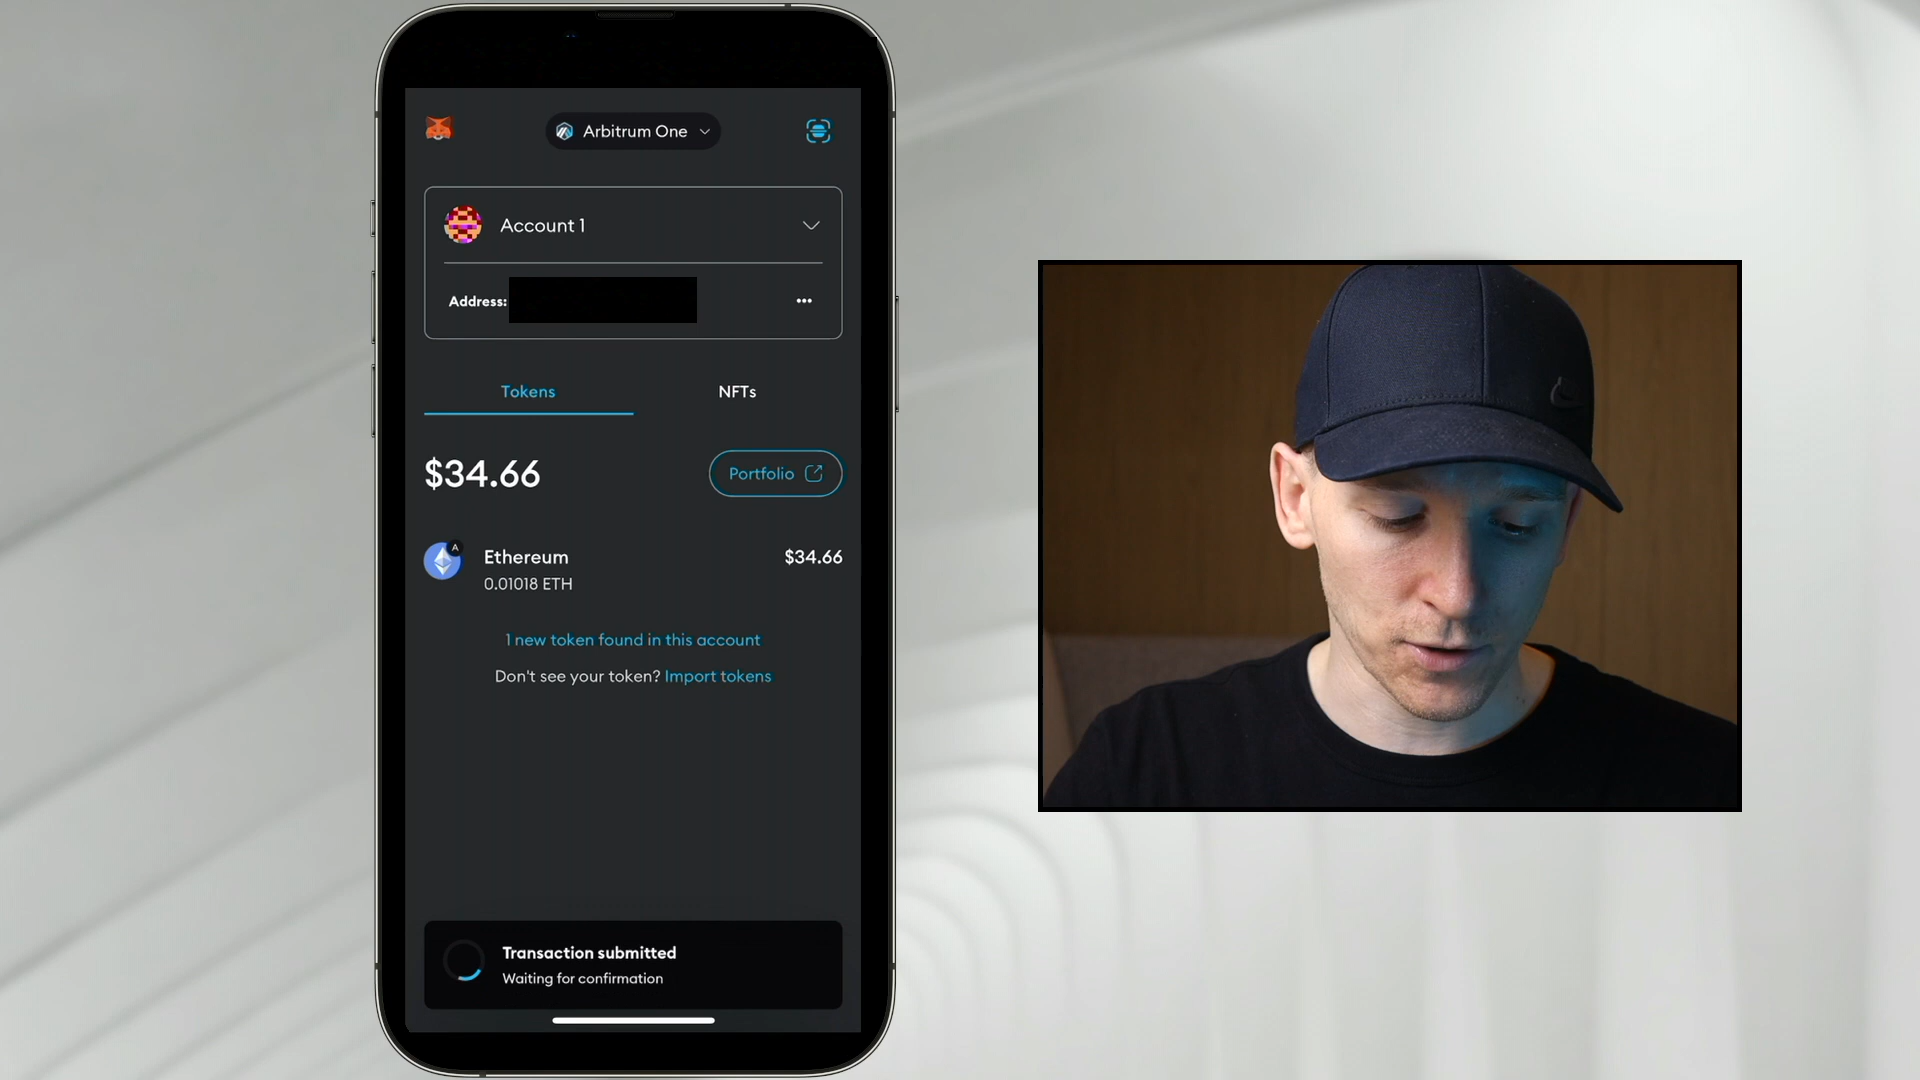 Arbitrum One
Account 1
Address:
Tokens
NFTs
$34.66
Portfolio
A
Ethereum
$34.66
0.01018 ETH
1 new token found in this account
Don't see your token? Import tokens
Transaction submitted
Waiting for confirmation